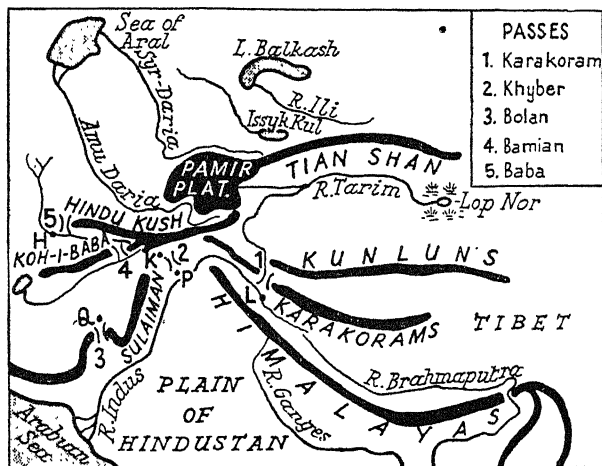 Sea of
Aral
Syr-Daria
L. Balkash
R. Ili
Issyk Kul
Amu Daria
PAMIR
PLAT.
TIAN SHAN
R. Tarim
Lop Nor
HINDU KUSH
5
H
KOH-I-BABA
4
K
2
P
1
L
KUNLUN'S
KARAKORAMS
TIBET
Q
3
SULAIMAN
R. Indus
HIMALAYAS
R. Brahmaputra
R. Ganges
PLAIN
OF
HINDUSTAN
Arabian
Sea
PASSES
1. Karakoram
2. Khyber
3. Bolan
4. Bamian
5. Baba